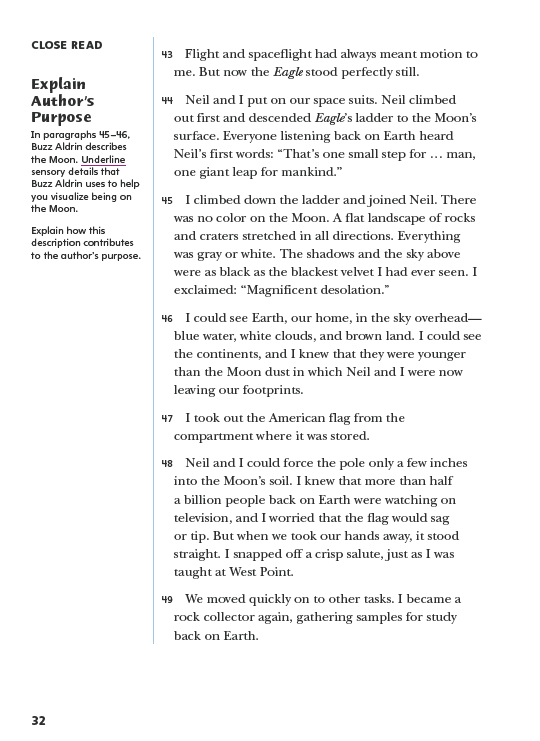 CLOSE READ
Explain
Author's
Purpose
In paragraphs 45–46,
Buzz Aldrin describes
the Moon. Underline
sensory details that
Buzz Aldrin uses to help
you visualize being on
the Moon.
Explain how this
description contributes
to the author's purpose.
43 Flight and spaceflight had always meant motion to
me. But now the Eagle stood perfectly still.
44 Neil and I put on our space suits. Neil climbed
out first and descended Eagle's ladder to the Moon's
surface. Everyone listening back on Earth heard
Neil's first words: “That's one small step for … man,
one giant leap for mankind.”
45 I climbed down the ladder and joined Neil. There
was no color on the Moon. A flat landscape of rocks
and craters stretched in all directions. Everything
was gray or white. The shadows and the sky above
were as black as the blackest velvet I had ever seen. I
exclaimed: “Magnificent desolation.”
46 I could see Earth, our home, in the sky overhead—
blue water, white clouds, and brown land. I could see
the continents, and I knew that they were younger
than the Moon dust in which Neil and I were now
leaving our footprints.
47 I took out the American flag from the
compartment where it was stored.
48 Neil and I could force the pole only a few inches
into the Moon's soil. I knew that more than half
a billion people back on Earth were watching on
television, and I worried that the flag would sag
or tip. But when we took our hands away, it stood
straight. I snapped off a crisp salute, just as I was
taught at West Point.
49 We moved quickly on to other tasks. I became a
rock collector again, gathering samples for study
back on Earth.
32